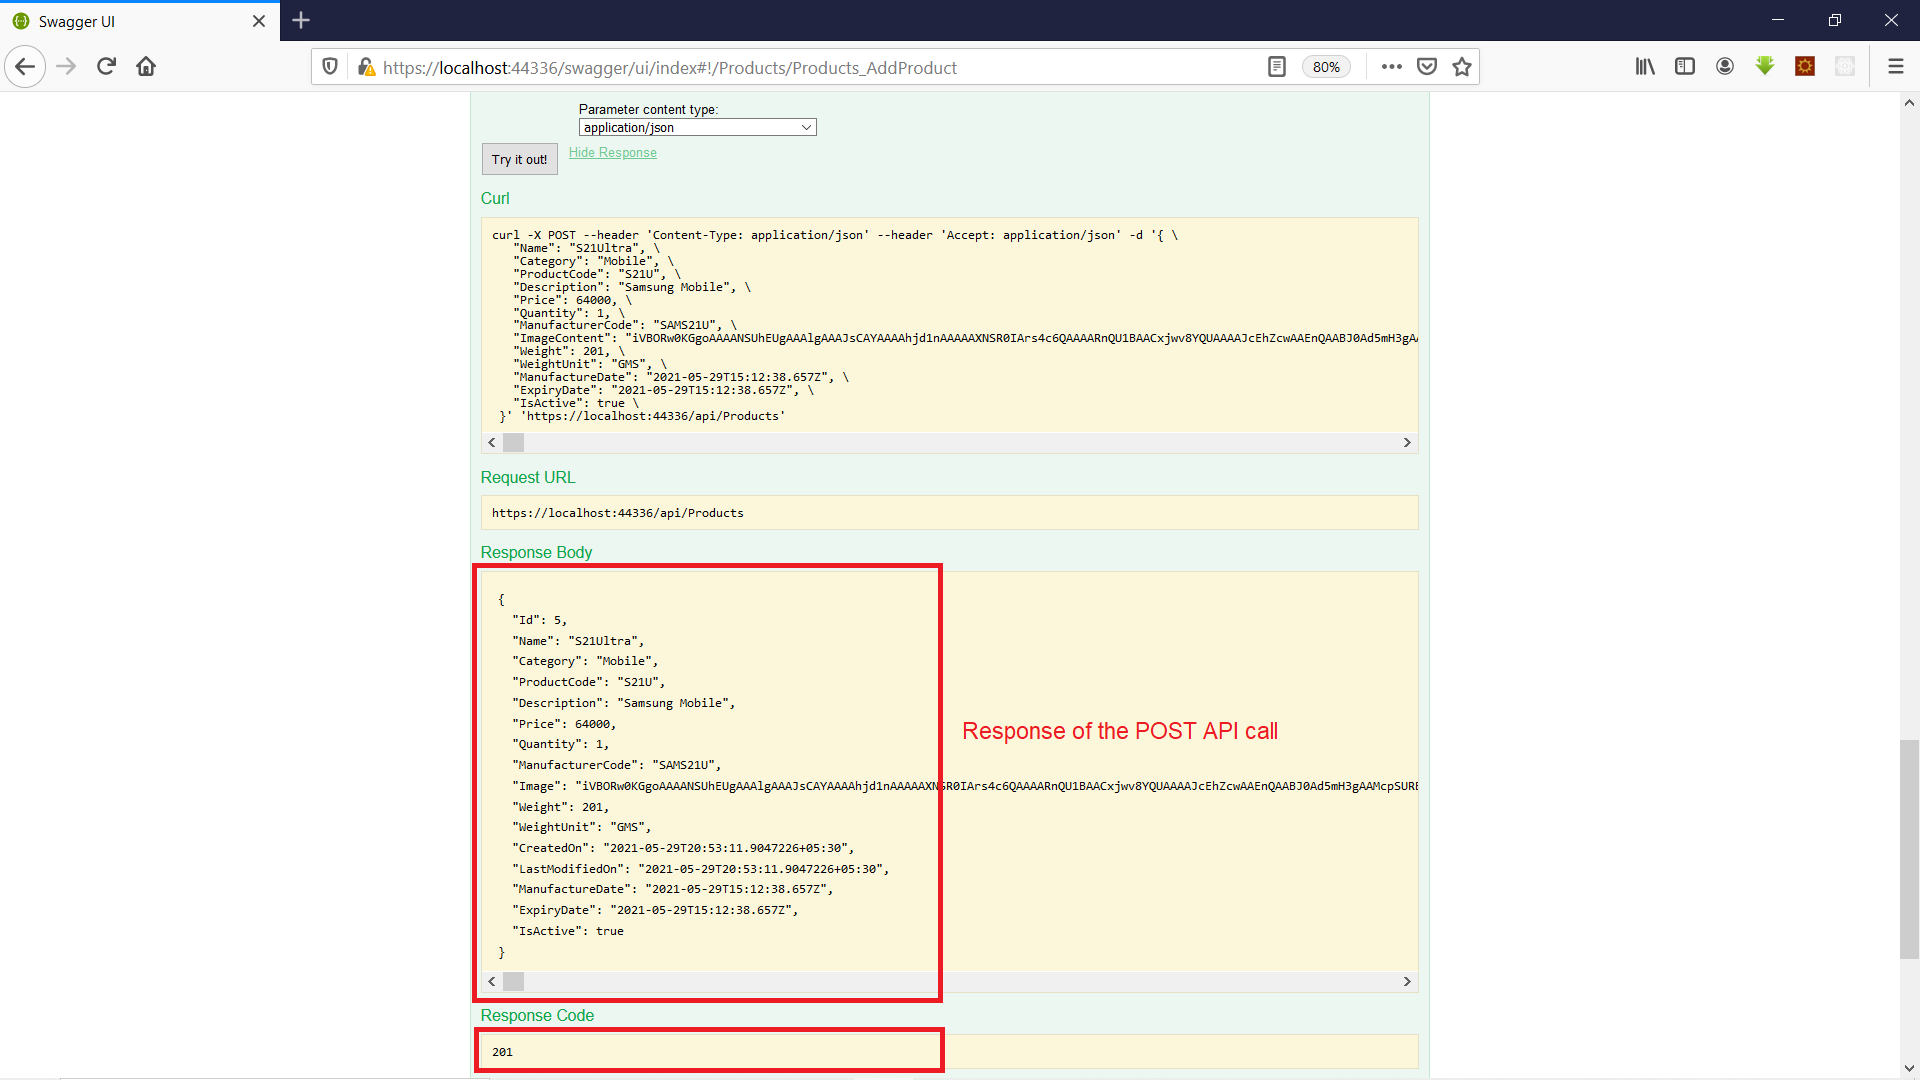 Swagger UI
https://localhost:44336/swagger/ui/index#!/Products/Products_AddProduct
80%
Parameter content type:
application/json
Try it out!
Hide Response
Curl
curl -X POST --header 'Content-Type: application/json' --header 'Accept: application/json' -d '{ \
"Name": "S21Ultra", \
"Category": "Mobile", \
"ProductCode": "S21U", \
"Description": "Samsung Mobile", \
"Price": 64000, \
"Quantity": 1, \
"ManufacturerCode": "SAMS21U", \
"ImageContent": "iVBORw0KGgoAAAANSUhEUgAAAlgAAAJsCAYAAAAhjd1nAAAAAXNSR0IArs4c6QAAAARnQU1BAACxjwv8YQUAAAAJcEhZcwAAEnQAABJ0Ad5mH3gA
"Weight": 201, \
"WeightUnit": "GMS", \
"ManufactureDate": "2021-05-29T15:12:38.657Z", \
"ExpiryDate": "2021-05-29T15:12:38.657Z", \
"IsActive": true \
}' 'https://localhost:44336/api/Products'
Request URL
https://localhost:44336/api/Products
Response Body
{
"Id": 5,
"Name": "S21Ultra",
"Category": "Mobile",
"ProductCode": "S21U",
"Description": "Samsung Mobile",
"Price": 64000,
"Quantity": 1,
"ManufacturerCode": "SAMS21U",
"Image": "iVBORw0KGgoAAAANSUhEUgAAAlgAAAJsCAYAAAAhjd1nAAAAAXNSR0IArs4c6QAAAARnQU1BAACxjwv8YQUAAAAJcEhZcwAAEnQAABJ0Ad5mH3gAAMcpSURE
"Weight": 201,
"WeightUnit": "GMS",
"CreatedOn": "2021-05-29T20:53:11.9047226+05:30",
"LastModifiedOn": "2021-05-29T20:53:11.9047226+05:30",
"ManufactureDate": "2021-05-29T15:12:38.657Z",
"ExpiryDate": "2021-05-29T15:12:38.657Z",
"IsActive": true
}
Response of the POST API call
Response Code
201